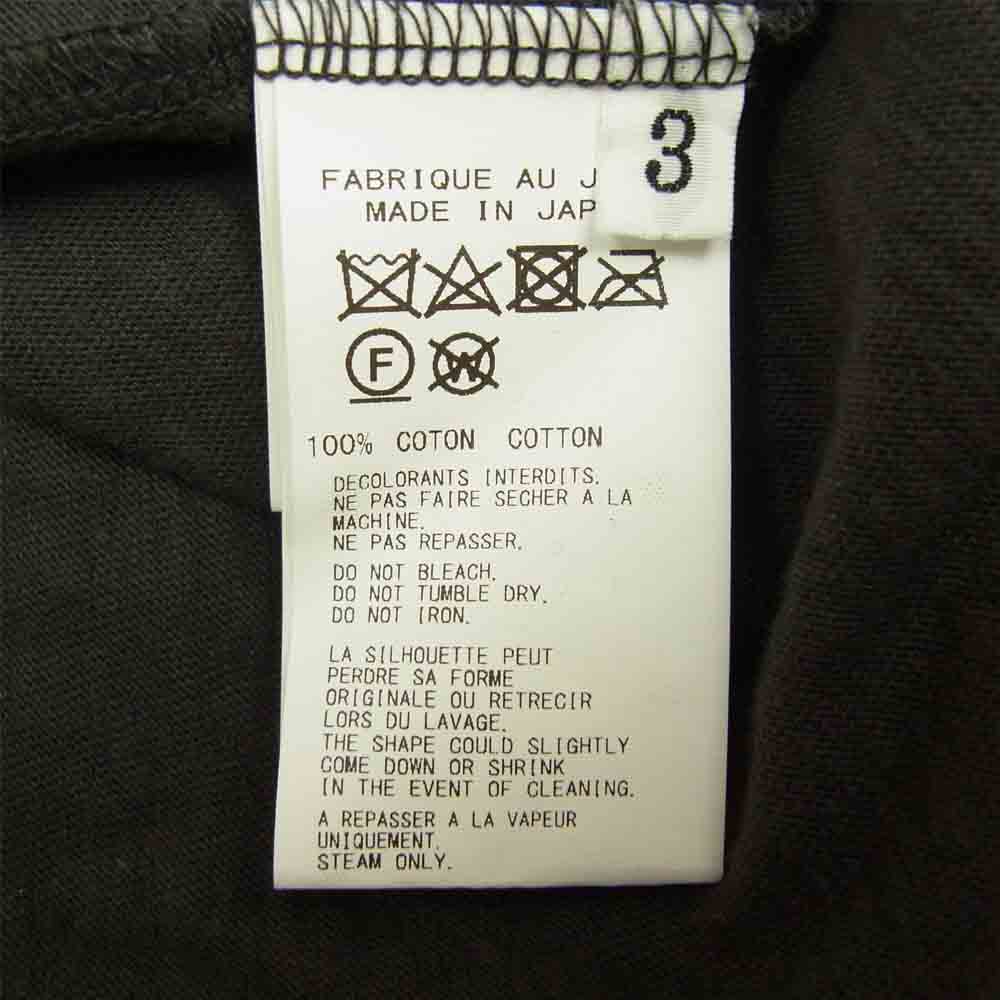 3
FABRIQUE AU J
MADE IN JAP
F W
100% COTON COTTON
DECOLORANTS INTERDITS.
NE PAS FAIRE SECHER A LA
MACHINE.
NE PAS REPASSER.
DO NOT BLEACH.
DO NOT TUMBLE DRY.
DO NOT IRON.
LA SILHOUETTE PEUT
PERDRE SA FORME
ORIGINALE OU RETRECIR
LORS DU LAVAGE.
THE SHAPE COULD SLIGHTLY
COME DOWN OR SHRINK
IN THE EVENT OF CLEANING.
A REPASSER A LA VAPEUR
UNIQUEMENT.
STEAM ONLY.